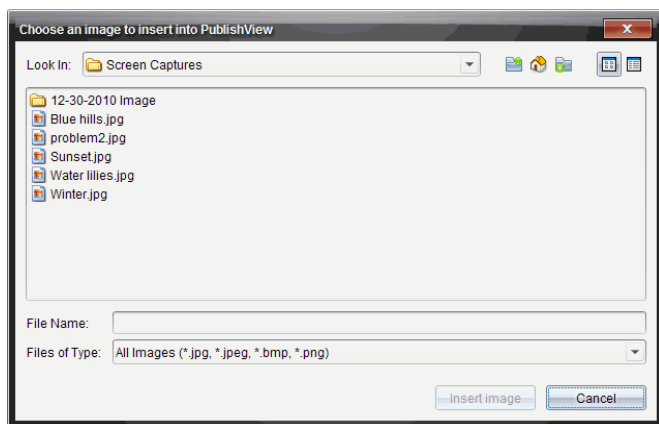 Choose an image to insert into PublishView
Look In: Screen Captures
12-30-2010 Image
Blue hills.jpg
problem2.jpg
Sunset.jpg
Water lilies.jpg
Winter.jpg
File Name:
Files of Type: All Images (*.jpg, *.jpeg, *.bmp, *.png)
Insert image Cancel